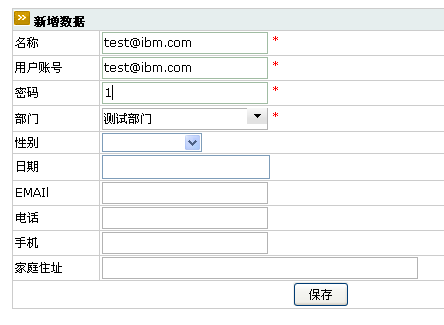 新增数据
名称 test@ibm.com *
用户账号 test@ibm.com *
密码 1 *
部门 测试部门 *
性别
日期
EMAIl
电话
手机
家庭住址
保存